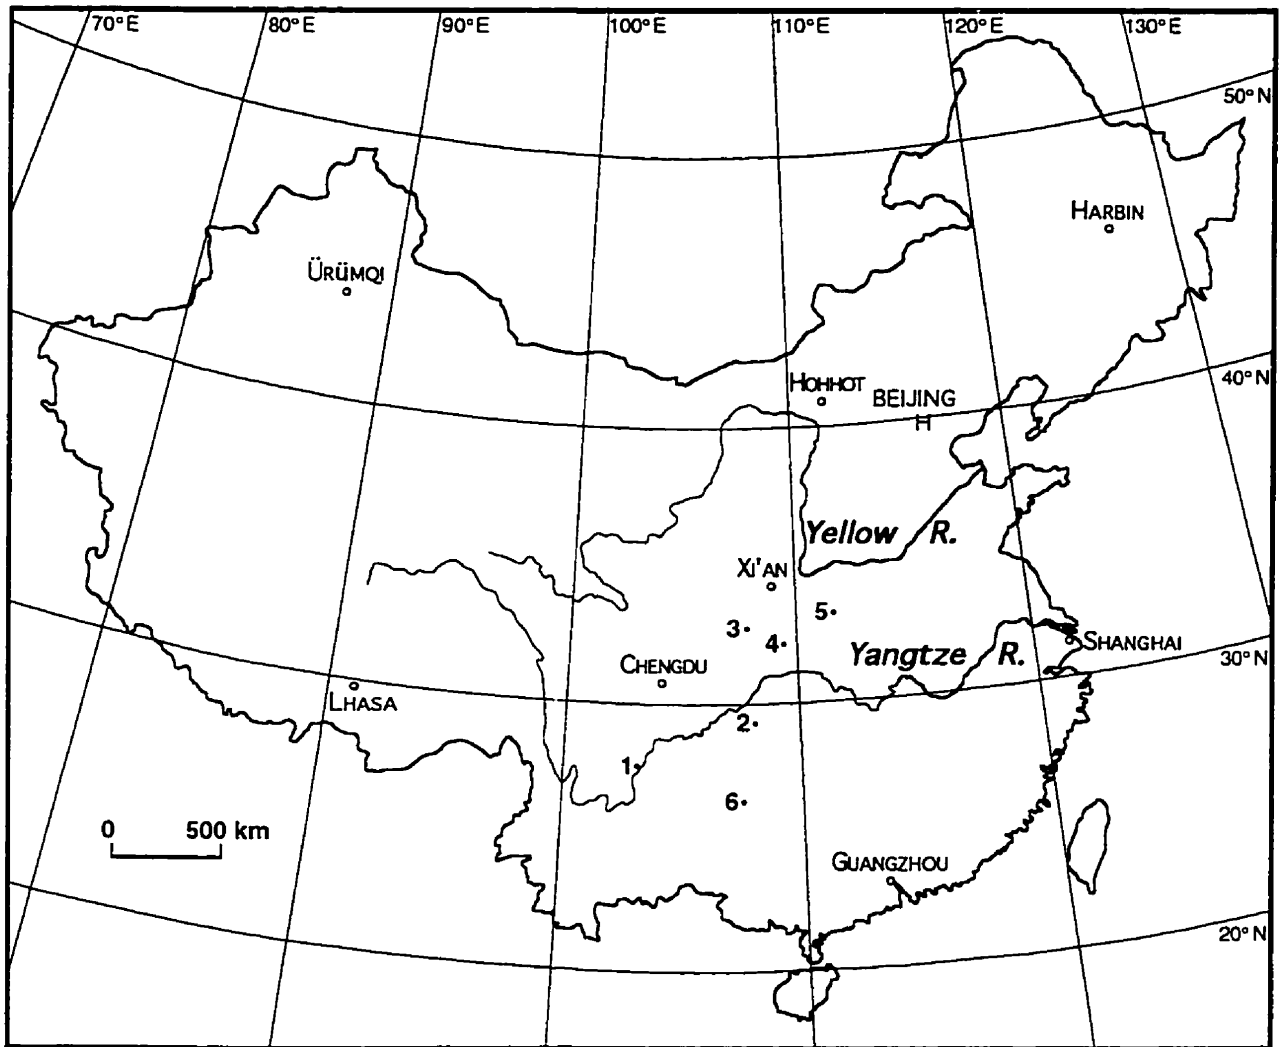 70°E 80°E 90°E 100°E 110°E 120°E 130°E
50°N
HARBIN
ÜRÜMQI
40°N
HOHHOT
BEIJING
Yellow R.
XI'AN
5
3
4
Yangtze R.
SHANGHAI
30°N
CHENGDU
LHASA
2
1
6
0 500 km
GUANGZHOU
20°N